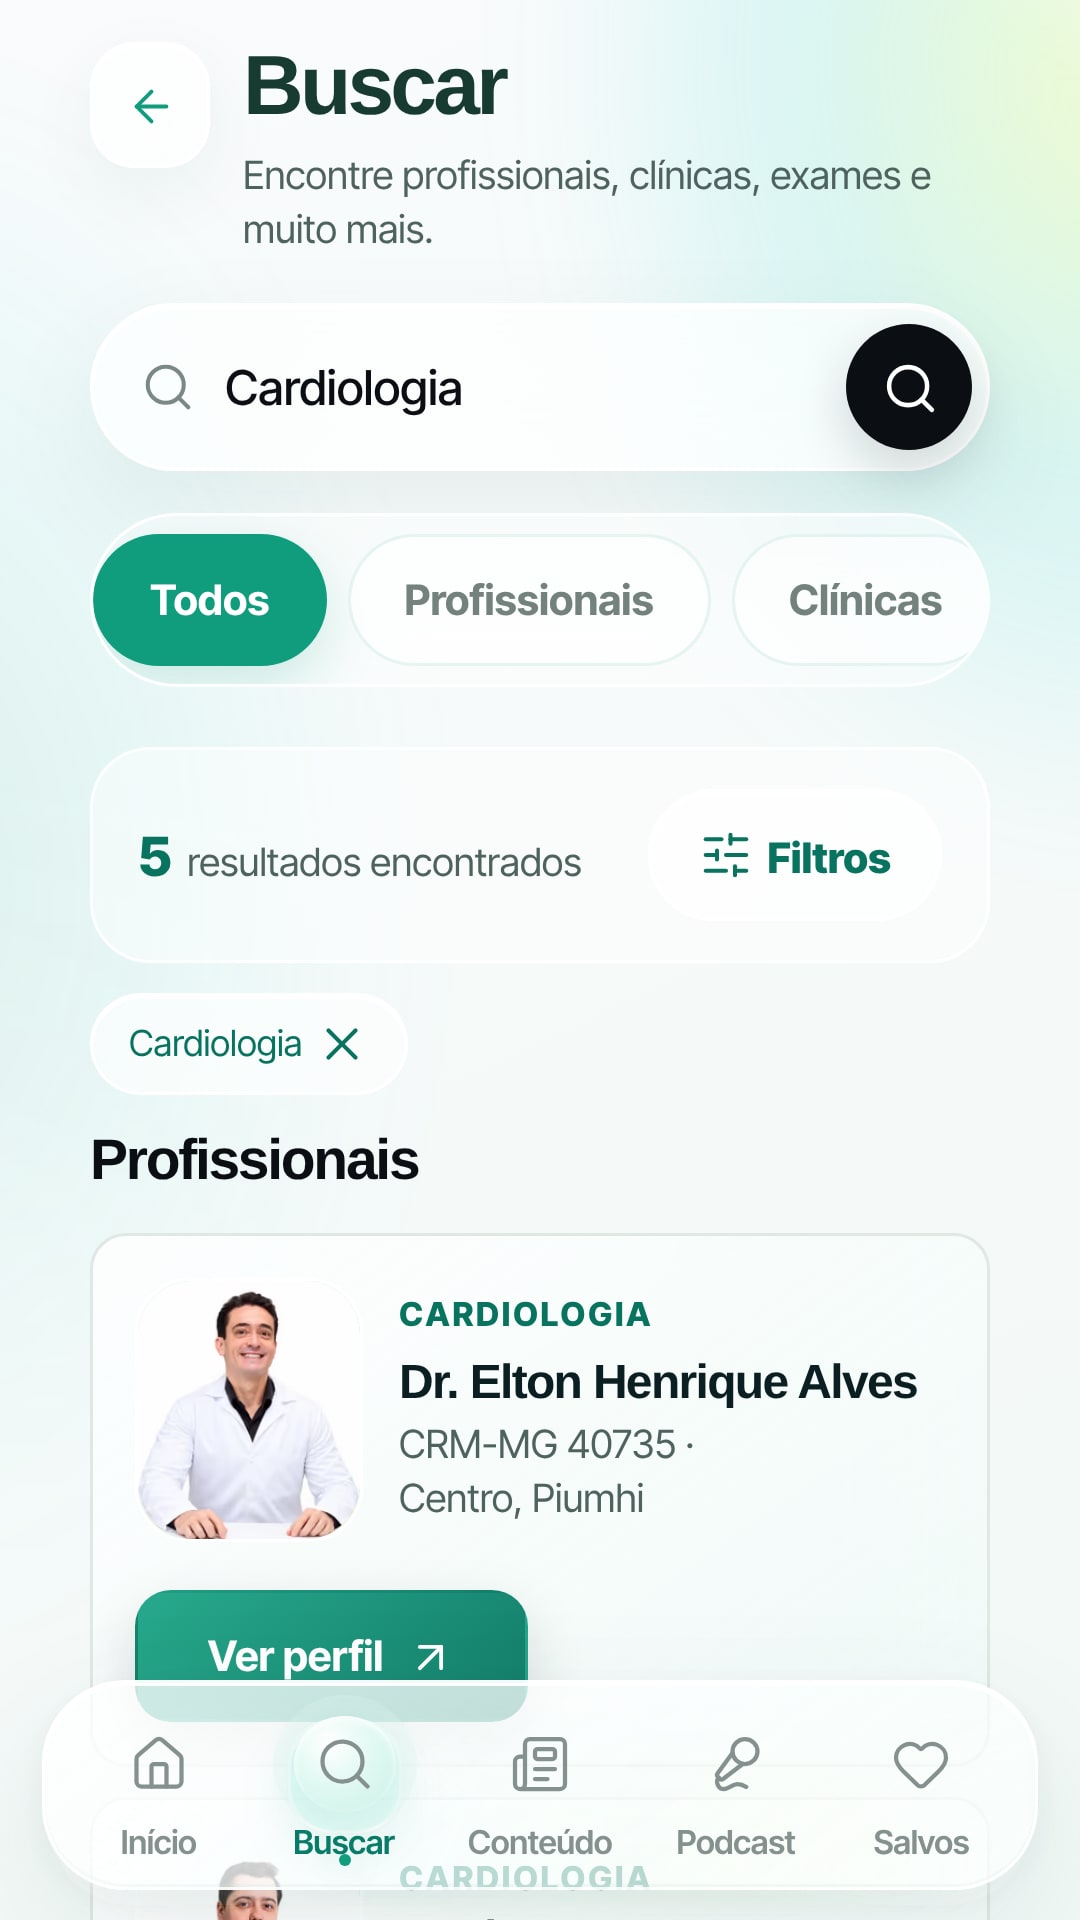 Buscar
Encontre profissionais, clínicas, exames e
muito mais.
Cardiologia
Todos
Profissionais
Clínicas
5 resultados encontrados
Filtros
Cardiologia
Profissionais
CARDIOLOGIA
Dr. Elton Henrique Alves
CRM-MG 40735 ·
Centro, Piumhi
Ver perfil
Início
Buscar
Conteúdo
Podcast
Salvos
CARDIOLOGIA